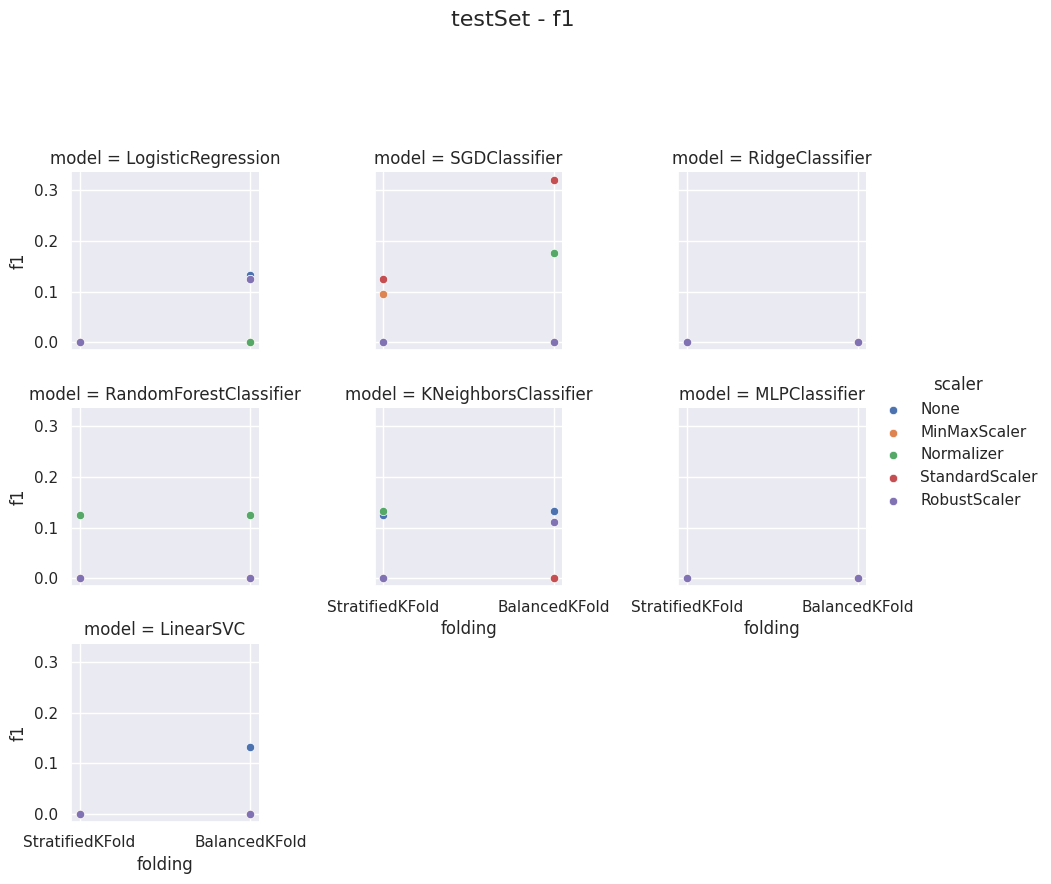 testSet - f1
model = LogisticRegression
model = SGDClassifier
model = RidgeClassifier
0.3
0.2
0.1
0.0
f1
model = RandomForestClassifier
model = KNeighborsClassifier
model = MLPClassifier
0.3
0.2
0.1
0.0
f1
StratifiedKFold
BalancedKFold
folding
StratifiedKFold
BalancedKFold
folding
scaler
None
MinMaxScaler
Normalizer
StandardScaler
RobustScaler
model = LinearSVC
0.3
0.2
0.1
0.0
f1
StratifiedKFold
BalancedKFold
folding